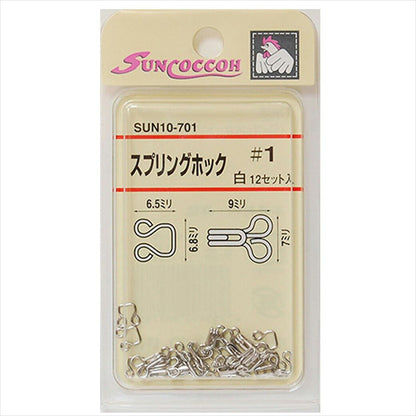 SUNCOCCOH
SUN10-701
スプリングホック #1
白 12セット入
6.5ミリ 9ミリ
6.8ミリ 7ミリ